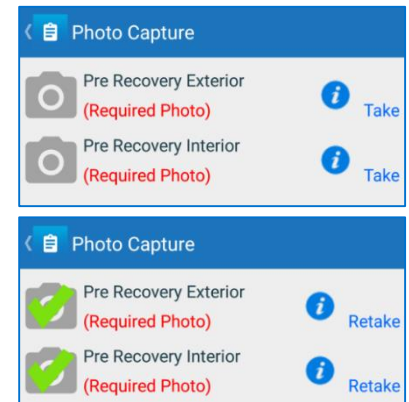 Photo Capture
Pre Recovery Exterior
(Required Photo)
i
Take
Pre Recovery Interior
(Required Photo)
i
Take
Photo Capture
Pre Recovery Exterior
(Required Photo)
i
Retake
Pre Recovery Interior
(Required Photo)
i
Retake